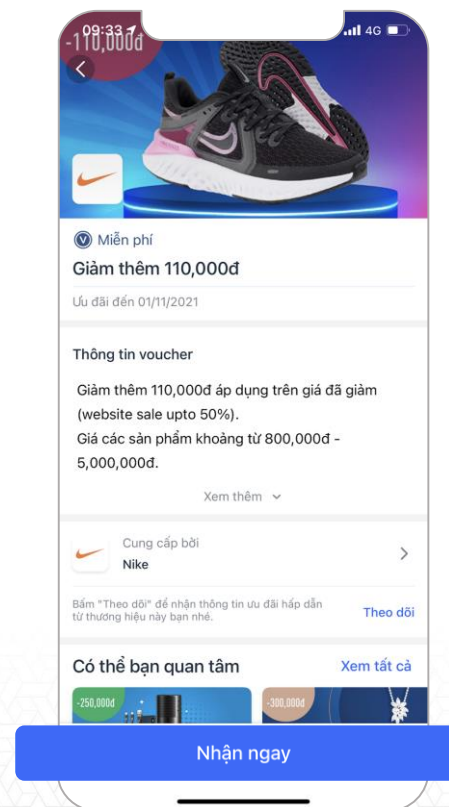 09:33
4G
-110,000đ
Miễn phí
Giảm thêm 110,000đ
Ưu đãi đến 01/11/2021
Thông tin voucher
Giảm thêm 110,000đ áp dụng trên giá đã giảm
(website sale upto 50%).
Giá các sản phẩm khoảng từ 800,000đ -
5,000,000đ.
Xem thêm
Cung cấp bởi
Nike
Bấm "Theo dõi" để nhận thông tin ưu đãi hấp dẫn
từ thương hiệu này bạn nhé.
Theo dõi
Có thể bạn quan tâm
Xem tất cả
-250,000đ
-300,000đ
Nhận ngay